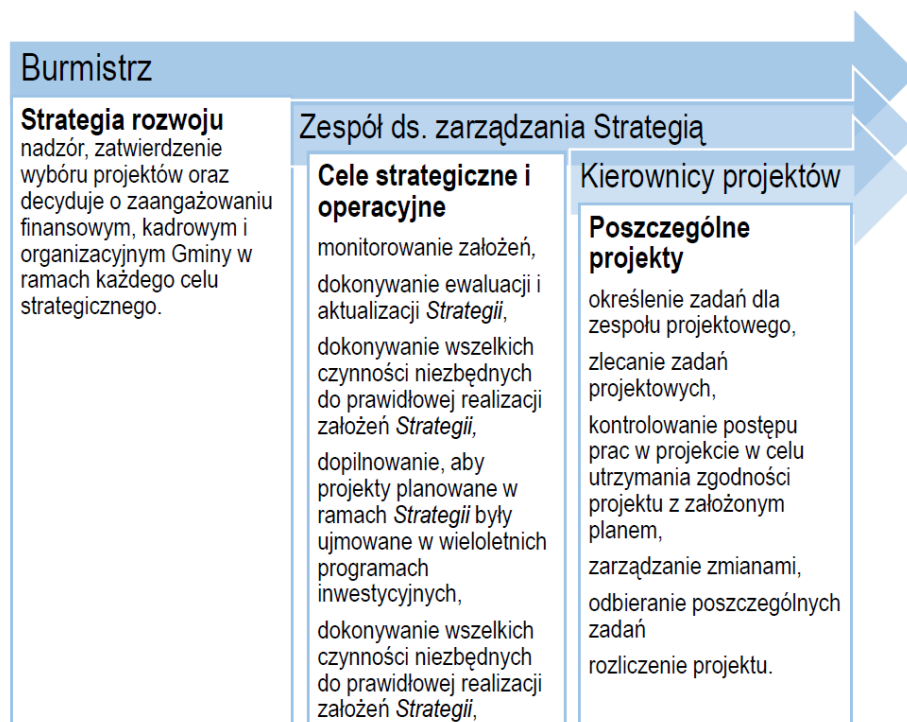 Burmistrz
Strategia rozwoju
nadzór, zatwierdzenie
wybóru projektów oraz
decyduje o zaangażowaniu
finansowym, kadrowym i
organizacyjnym Gminy w
ramach każdego celu
strategicznego.
Zespół ds. zarządzania Strategią
Cele strategiczne i
operacyjne
monitorowanie założeń,
dokonywanie ewaluacji i
aktualizacji Strategii,
dokonywanie wszelkich
czynności niezbędnych
do prawidłowej realizacji
założeń Strategii,
dopilnowanie, aby
projekty planowane w
ramach Strategii były
ujmowane w wieloletnich
programach
inwestycyjnych,
dokonywanie wszelkich
czynności niezbędnych
do prawidłowej realizacji
założeń Strategii,
Kierownicy projektów
Poszczególne
projekty
określenie zadań dla
zespołu projektowego,
zlecanie zadań
projektowych,
kontrolowanie postępu
prac w projekcie w celu
utrzymania zgodności
projektu z założonym
planem,
zarządzanie zmianami,
odbieranie poszczególnych
zadań
rozliczenie projektu.